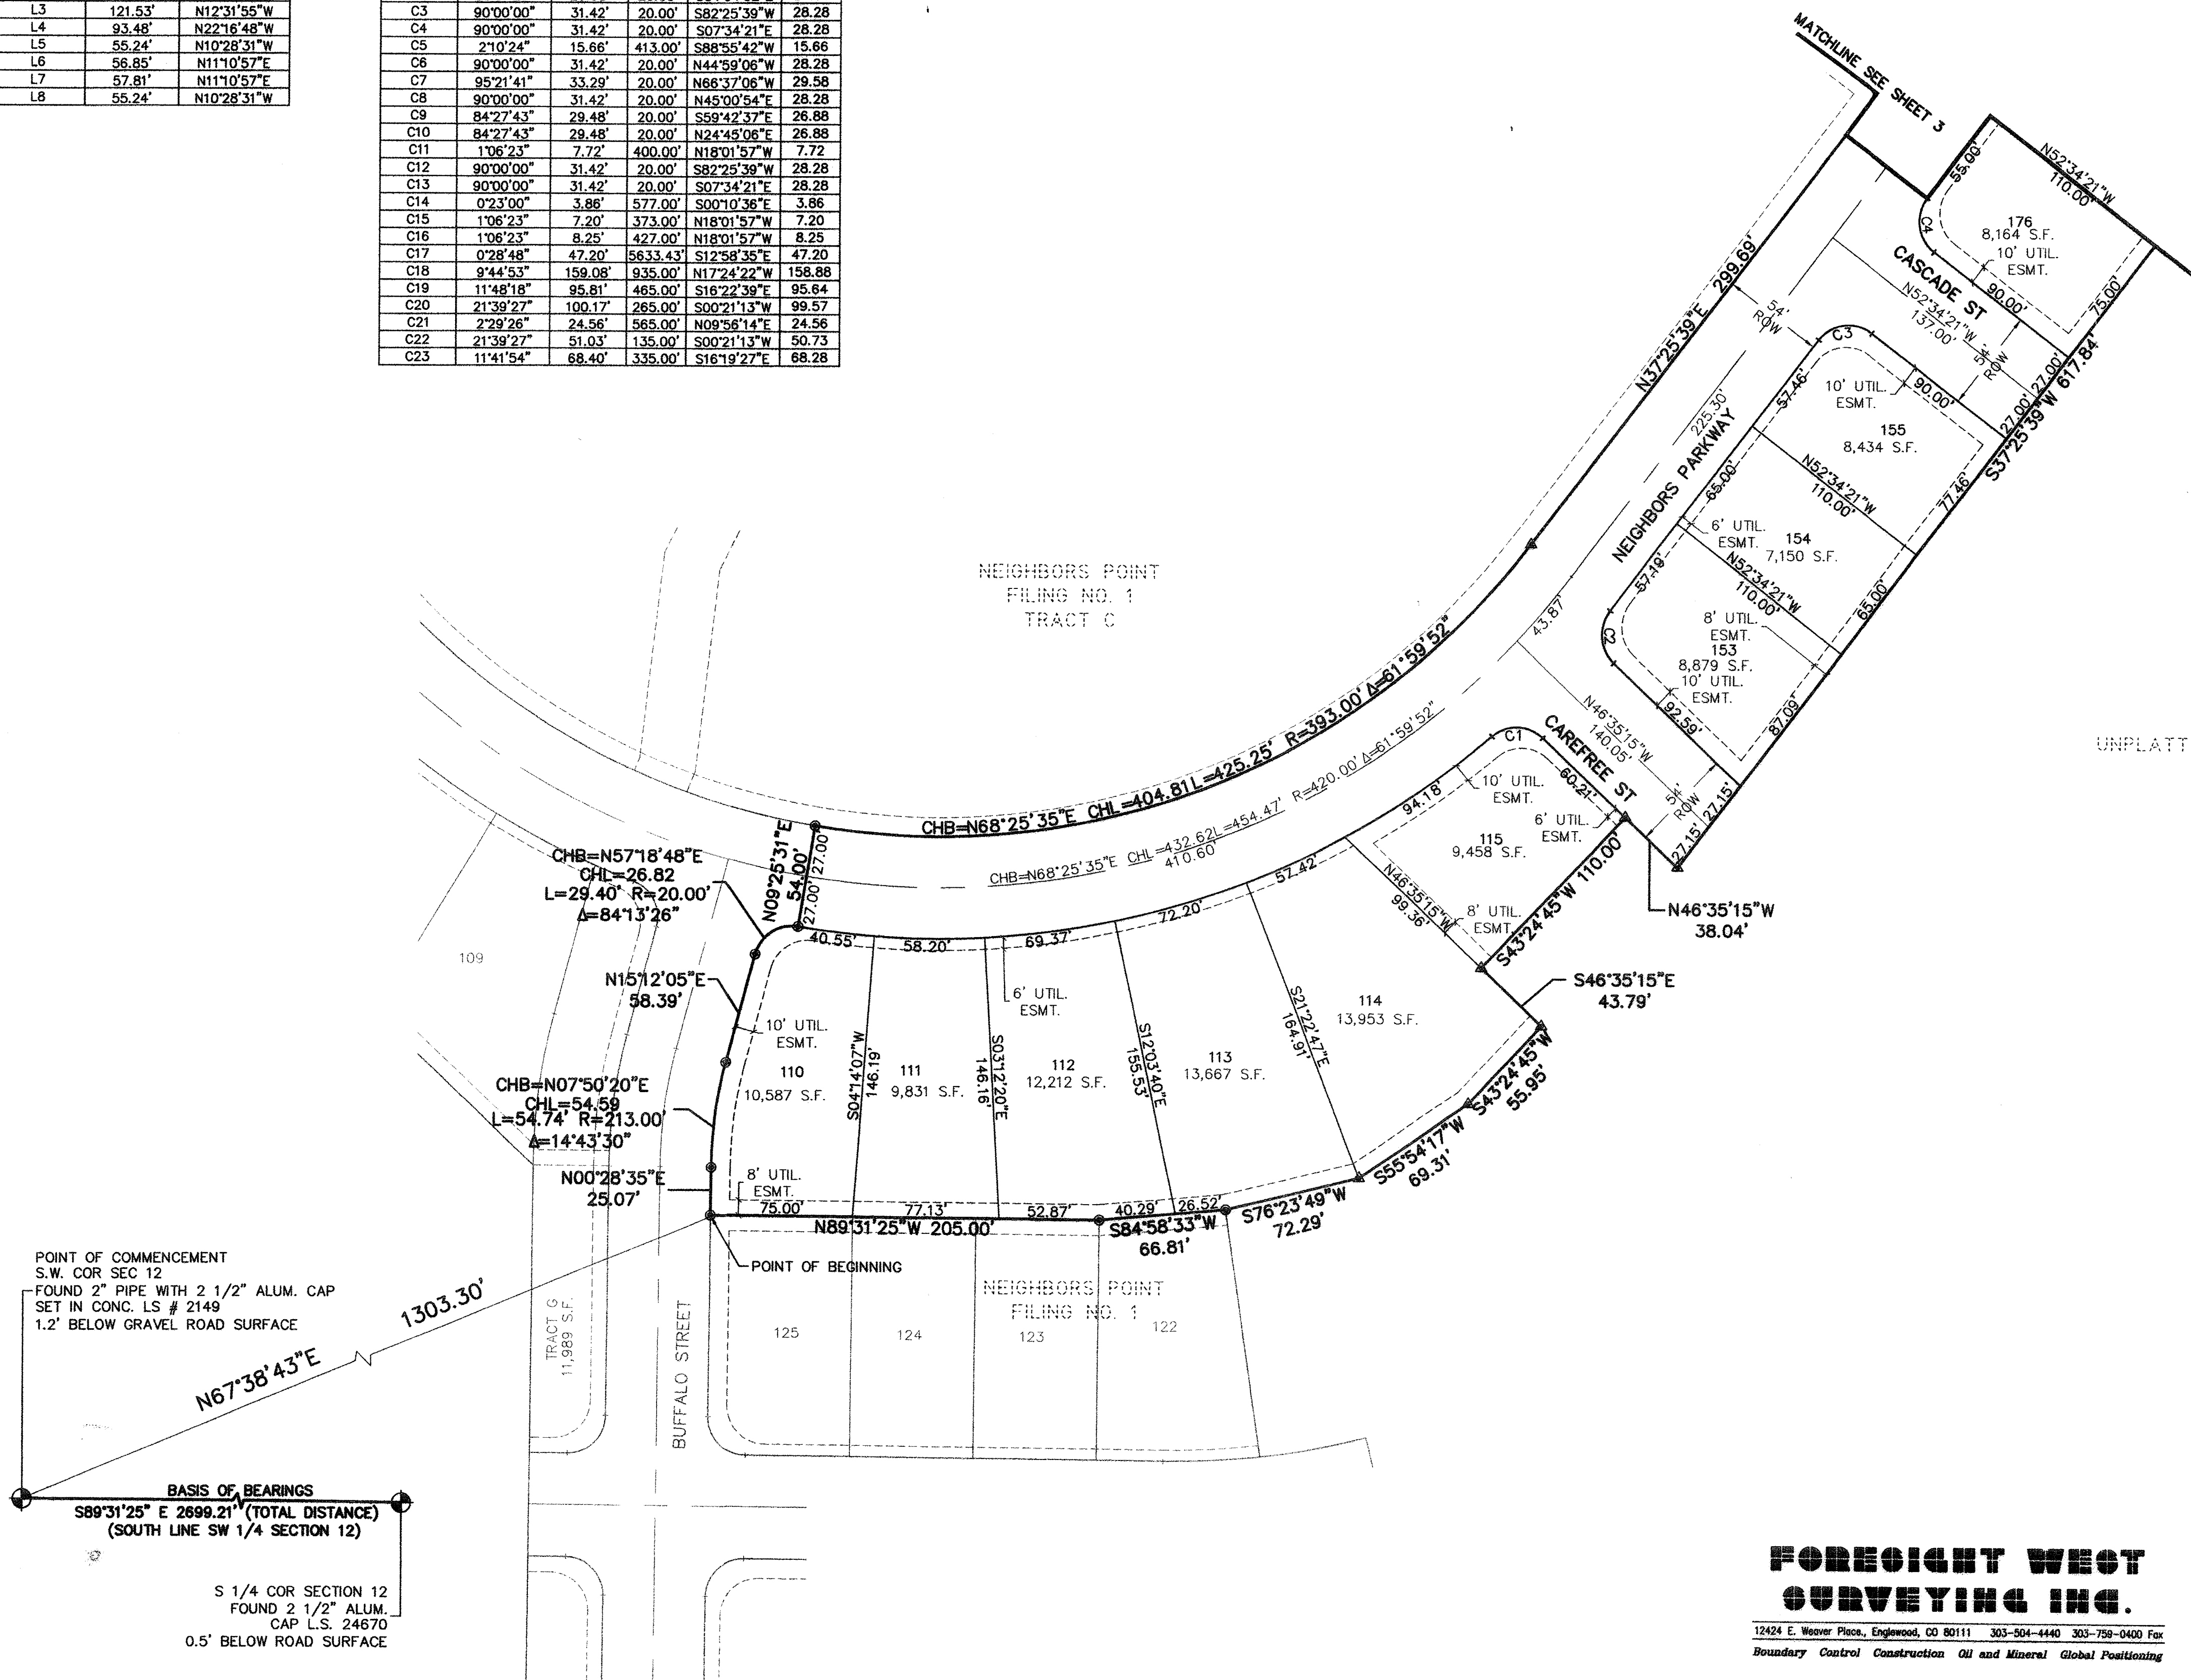 L3 121.53' N12°31'55"W
L4 93.48' N22°16'48"W
L5 55.24' N10°28'31"W
L6 56.85' N11°10'57"E
L7 57.81' N11°10'57"E
L8 55.24' N10°28'31"W
C3 90°00'00" 31.42' 20.00' S82°25'39"W 28.28
C4 90°00'00" 31.42' 20.00' S07°34'21"E 28.28
C5 2°10'24" 15.66' 413.00' S88°55'42"W 15.66
C6 90°00'00" 31.42' 20.00' N44°59'06"W 28.28
C7 95°21'41" 33.29' 20.00' N66°37'06"W 29.58
C8 90°00'00" 31.42' 20.00' N45°00'54"E 28.28
C9 84°27'43" 29.48' 20.00' S59°42'37"E 26.88
C10 84°27'43" 29.48' 20.00' N24°45'06"E 26.88
C11 1°06'23" 7.72' 400.00' N18°01'57"W 7.72
C12 90°00'00" 31.42' 20.00' S82°25'39"W 28.28
C13 90°00'00" 31.42' 20.00' S07°34'21"E 28.28
C14 0°23'00" 3.86' 577.00' S00°10'36"E 3.86
C15 1°06'23" 7.20' 373.00' N18°01'57"W 7.20
C16 1°06'23" 8.25' 427.00' N18°01'57"W 8.25
C17 0°28'48" 47.20' 5633.43' S12°58'35"E 47.20
C18 9°44'53" 159.08' 935.00' N17°24'22"W 158.88
C19 11°48'18" 95.81' 465.00' S16°22'39"E 95.64
C20 21°39'27" 100.17' 265.00' S00°21'13"W 99.57
C21 2°29'26" 24.56' 565.00' N09°56'14"E 24.56
C22 21°39'27" 51.03' 135.00' S00°21'13"W 50.73
C23 11°41'54" 68.40' 335.00' S16°19'27"E 68.28
MATCHLINE SEE SHEET 3
55.00'
N52°34'21"W
110.00'
176
8,164 S.F.
10' UTIL.
ESMT.
C4
CASCADE ST
90.00'
75.00'
N52°34'21"W
137.00'
54'
ROW
27.00'
27.00'
S37°25'39"W 617.84'
N37°25'39"E 299.69'
54'
ROW
C3
57.46'
10' UTIL.
ESMT.
90.00'
155
8,434 S.F.
225.30'
NEIGHBORS PARKWAY
65.00'
N52°34'21"W
110.00'
77.46'
6' UTIL.
ESMT.
154
7,150 S.F.
57.19'
N52°34'21"W
110.00'
65.00'
8' UTIL.
ESMT.
C2
153
8,879 S.F.
10' UTIL.
ESMT.
92.59'
87.09'
43.87'
N46°35'15"W
140.05'
UNPLATT
NEIGHBORS POINT
FILING NO. 1
TRACT C
CHB=N68°25'35"E CHL=404.81 L=425.25' R=393.00' Δ=61°59'52"
CHB=N68°25'35"E CHL=432.62 L=454.47' R=420.00' Δ=61°59'52"
410.60'
C1
CAREFREE ST
60.21'
54'
ROW
27.15'
27.15'
10' UTIL.
ESMT.
94.18'
6' UTIL.
ESMT.
115
9,458 S.F.
N46°35'15"W
99.36'
8' UTIL.
ESMT.
S43°24'45"W 110.00'
N46°35'15"W
38.04'
S46°35'15"E
43.79'
CHB=N57°18'48"E
CHL=26.82
L=29.40' R=20.00'
Δ=84°13'26"
N09°25'31"E
54.00'
27.00'
27.00'
40.55'
58.20'
69.37'
72.20'
57.42'
109
N15°12'05"E
58.39'
10' UTIL.
ESMT.
6' UTIL.
ESMT.
110
10,587 S.F.
S04°14'07"W
146.19'
111
9,831 S.F.
S03°12'20"E
146.16'
112
12,212 S.F.
S12°03'40"E
155.53'
113
13,667 S.F.
S21°22'47"E
164.91'
114
13,953 S.F.
S43°24'45"W
55.95'
S55°54'17"W
69.31'
S76°23'49"W
72.29'
CHB=N07°50'20"E
CHL=54.59
L=54.74' R=213.00'
Δ=14°43'30"
N00°28'35"E
25.07'
8' UTIL.
ESMT.
75.00'
77.13'
52.87'
40.29'
26.52'
N89°31'25"W 205.00'
S84°58'33"W
66.81'
POINT OF BEGINNING
NEIGHBORS POINT
FILING NO. 1
125
124
123
122
TRACT G
11,989 S.F.
BUFFALO STREET
POINT OF COMMENCEMENT
S.W. COR SEC 12
FOUND 2" PIPE WITH 2 1/2" ALUM. CAP
SET IN CONC. LS # 2149
1.2' BELOW GRAVEL ROAD SURFACE
N67°38'43"E
1303.30'
BASIS OF BEARINGS
S89°31'25" E 2699.21' (TOTAL DISTANCE)
(SOUTH LINE SW 1/4 SECTION 12)
S 1/4 COR SECTION 12
FOUND 2 1/2" ALUM.
CAP L.S. 24670
0.5' BELOW ROAD SURFACE
FORESIGHT WEST
SURVEYING INC.
12424 E. Weaver Place., Englewood, CO 80111 303-504-4440 303-759-0400 Fax
Boundary Control Construction Oil and Mineral Global Positioning